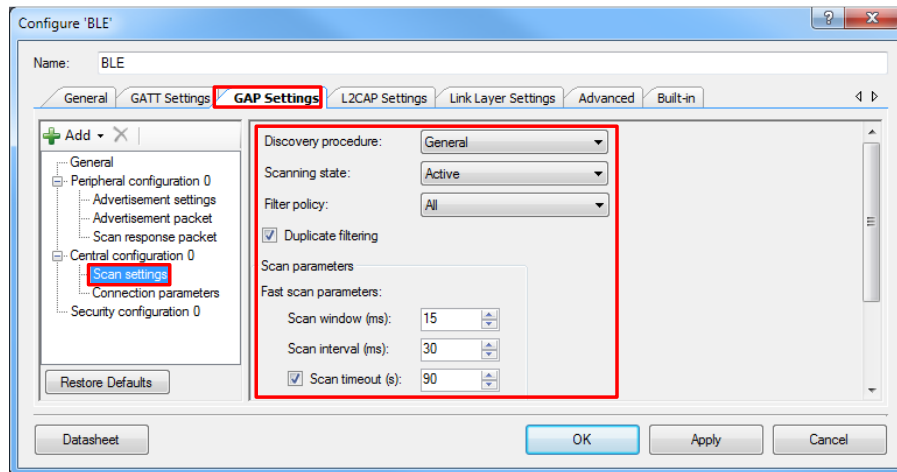 Configure 'BLE'
Name: BLE
General GATT Settings GAP Settings L2CAP Settings Link Layer Settings Advanced Built-in
Add
General
Peripheral configuration 0
Advertisement settings
Advertisement packet
Scan response packet
Central configuration 0
Scan settings
Connection parameters
Security configuration 0
Restore Defaults
Discovery procedure: General
Scanning state: Active
Filter policy: All
Duplicate filtering
Scan parameters
Fast scan parameters:
Scan window (ms): 15
Scan interval (ms): 30
Scan timeout (s): 90
Datasheet OK Apply Cancel